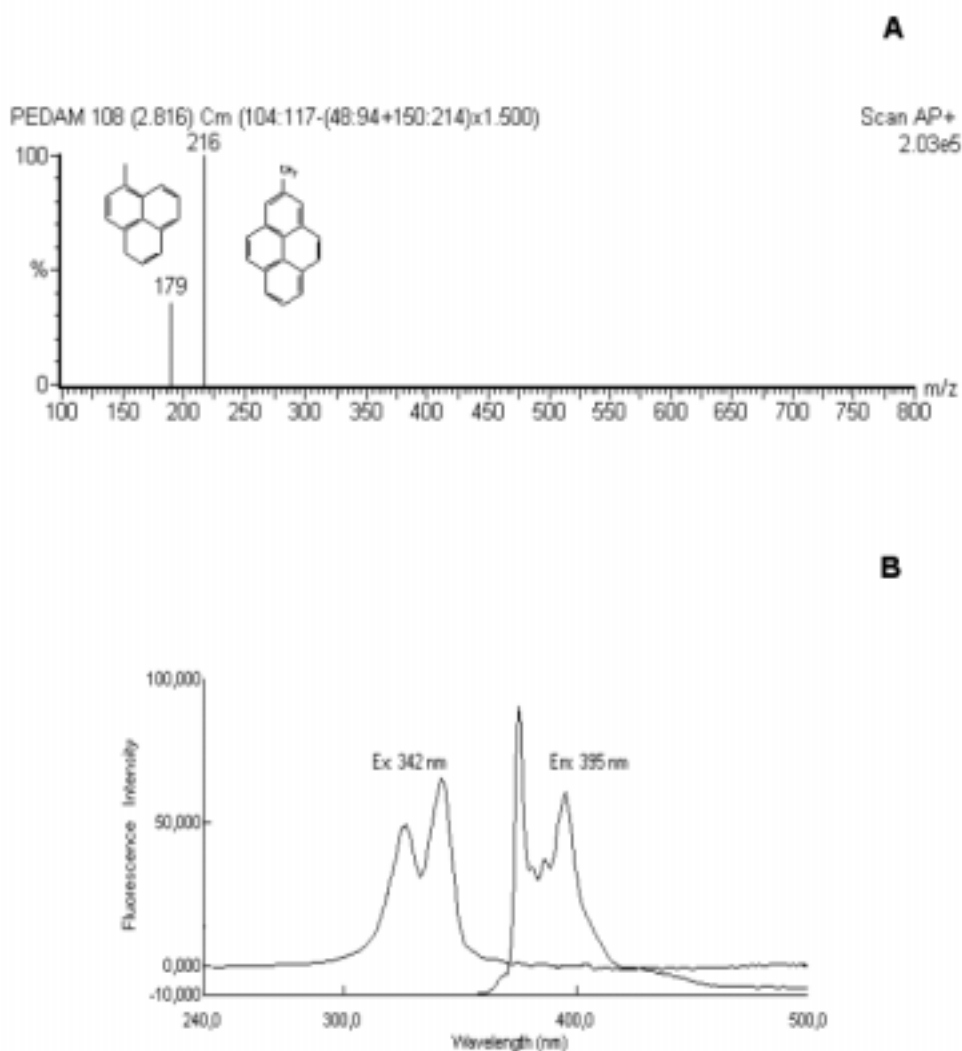 A
PEDAM 108 (2.816) Cm (104:117-(48:94+150:214)x1.500)
Scan AP+
2.03e5
216
100
%
179
0
m/z
100 150 200 250 300 350 400 450 500 550 600 650 700 750 800
B
100,000
Ex: 342 nm
Em: 395 nm
50,000
Fluorescence Intensity
0,000
-10,000
240,0 300,0 400,0 500,0
Wavelength (nm)